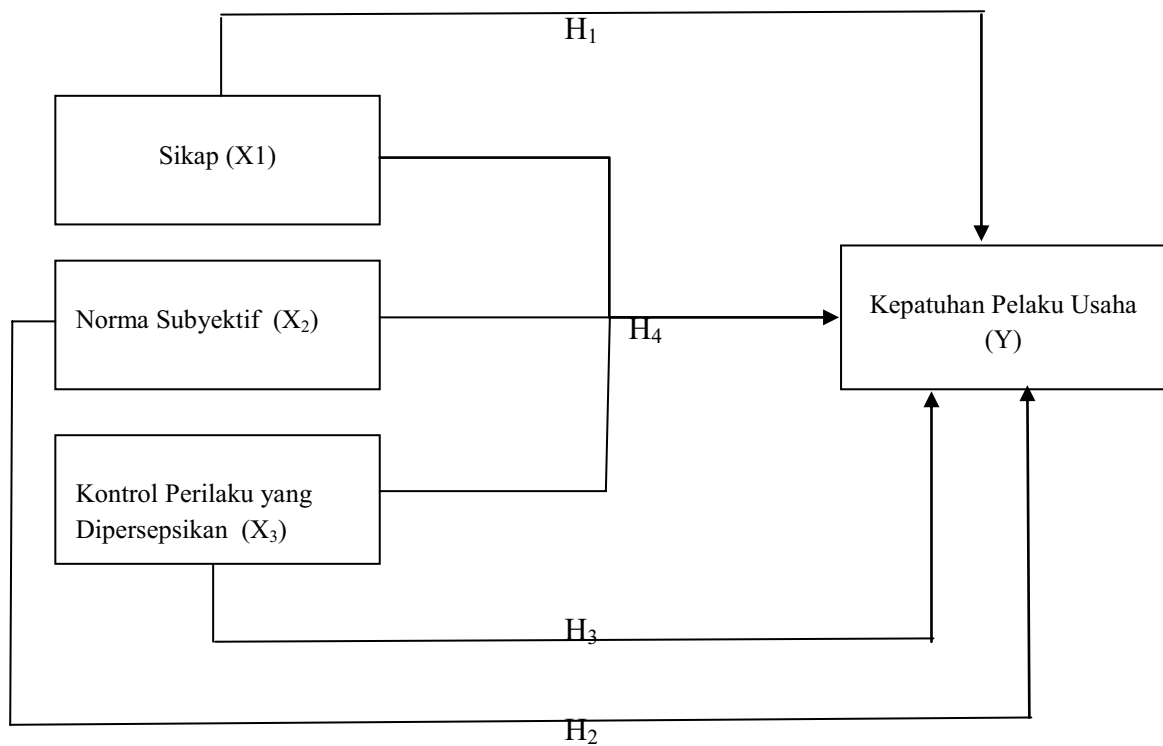 H₁
Sikap (X1)
Norma Subyektif (X₂)
Kepatuhan Pelaku Usaha
(Y)
H₄
Kontrol Perilaku yang
Dipersepsikan (X₃)
H₃
H₂